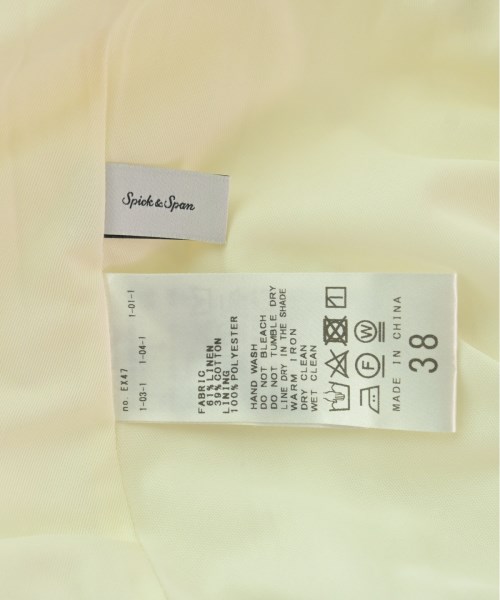 Spick & Span
no. EX47
1-03-1 1-04-1 1-01-1
FABRIC
61% LINEN
39% COTTON
LINING
100% POLYESTER
HAND WASH
DO NOT BLEACH
DO NOT TUMBLE DRY
LINE DRY IN THE SHADE
WARM IRON
DRY CLEAN
WET CLEAN
F W
MADE IN CHINA
38